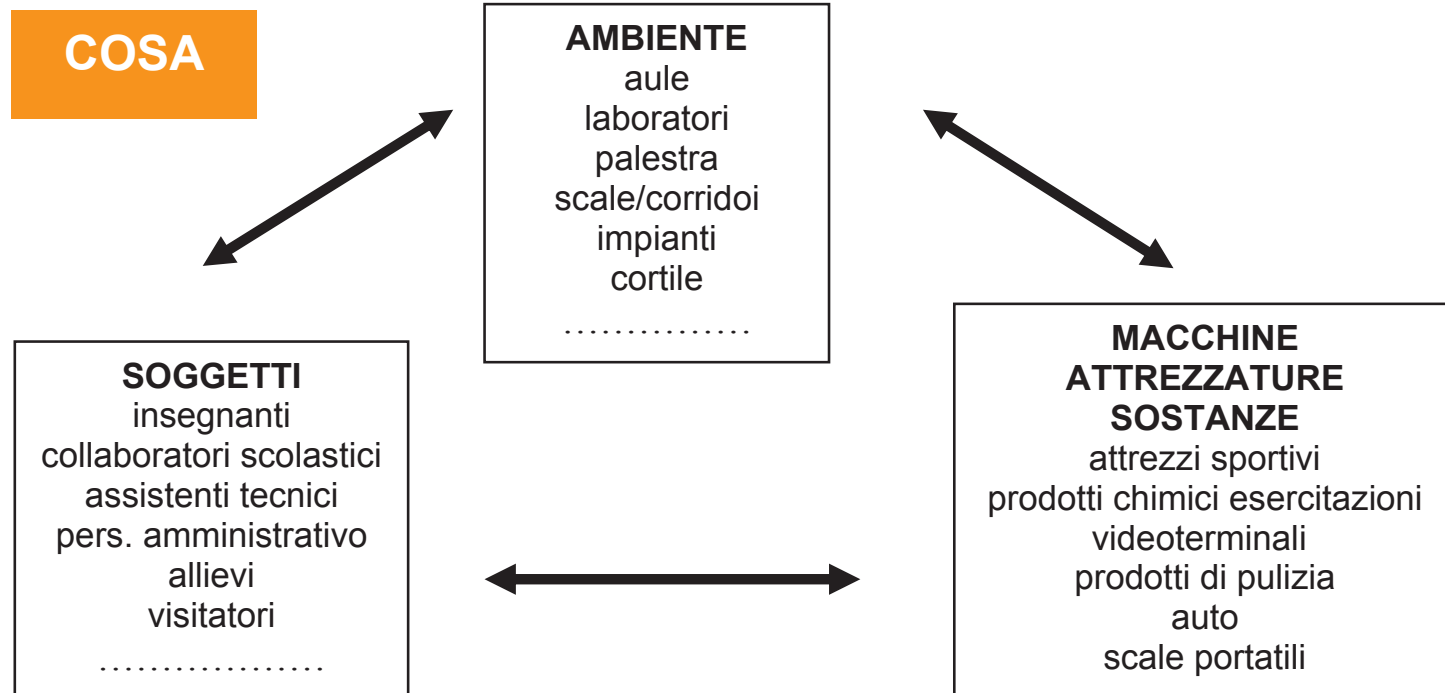 COSA
AMBIENTE
aule
laboratori
palestra
scale/corridoi
impianti
cortile
...............
SOGGETTI
insegnanti
collaboratori scolastici
assistenti tecnici
pers. amministrativo
allievi
visitatori
..................
MACCHINE
ATTREZZATURE
SOSTANZE
attrezzi sportivi
prodotti chimici esercitazioni
videoterminali
prodotti di pulizia
auto
scale portatili